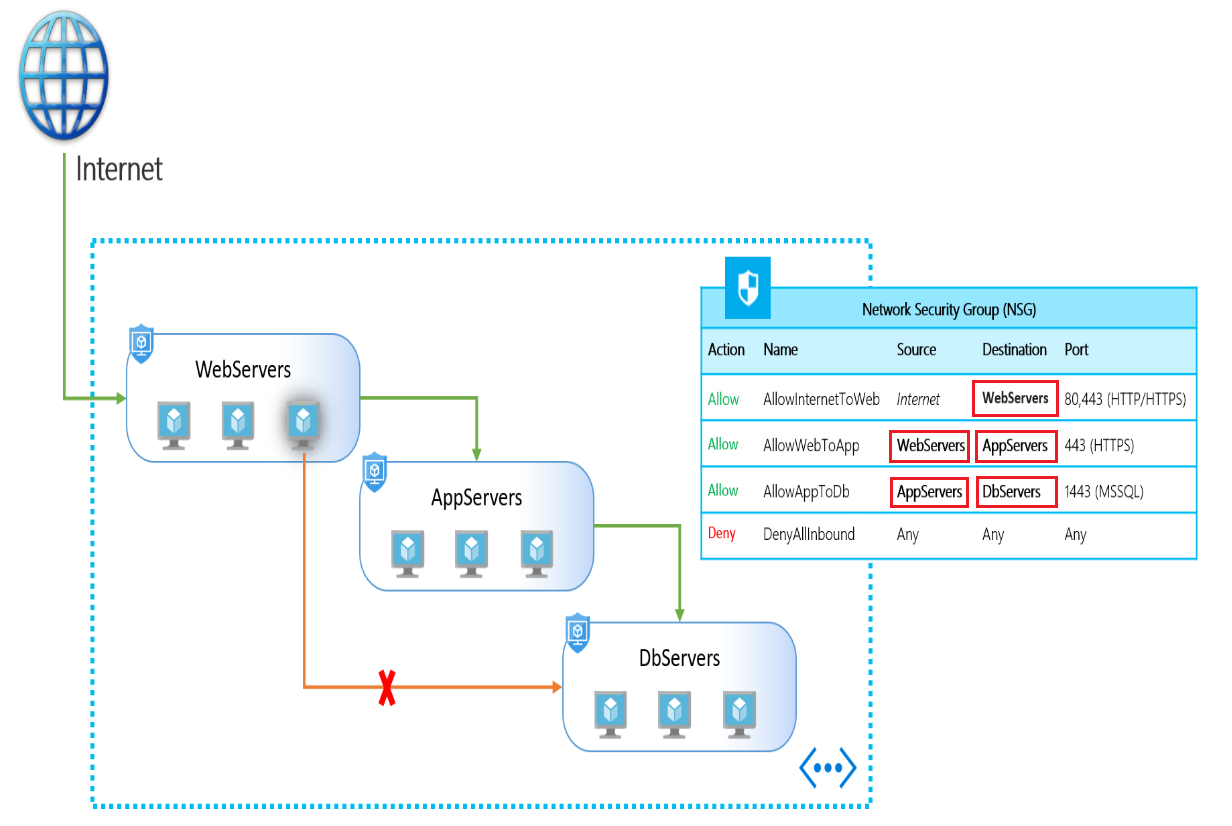 Internet
WebServers
AppServers
DbServers
Network Security Group (NSG)
Action Name Source Destination Port
Allow AllowInternetToWeb Internet WebServers 80,443 (HTTP/HTTPS)
Allow AllowWebToApp WebServers AppServers 443 (HTTPS)
Allow AllowAppToDb AppServers DbServers 1443 (MSSQL)
Deny DenyAllInbound Any Any Any